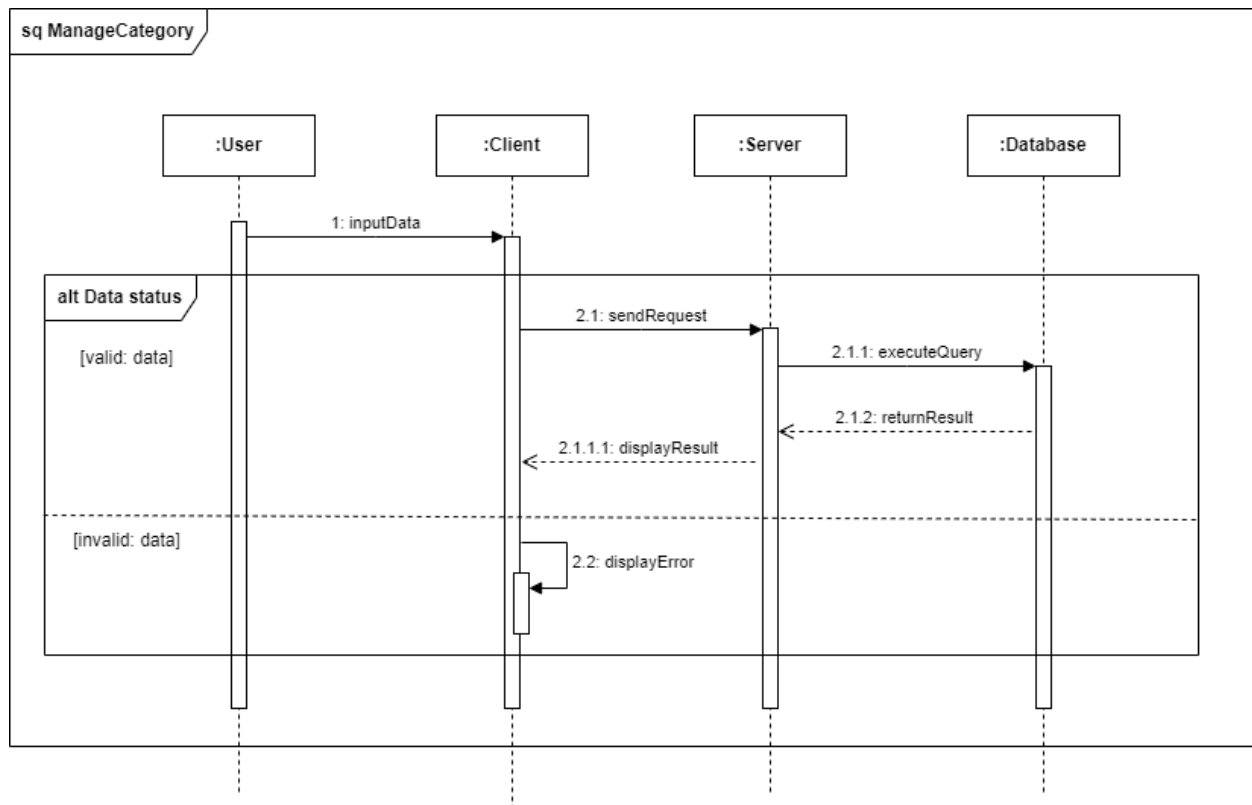 sq ManageCategory
:User
:Client
:Server
:Database
1: inputData
alt Data status
2.1: sendRequest
[valid: data]
2.1.1: executeQuery
2.1.2: returnResult
2.1.1.1: displayResult
[invalid: data]
2.2: displayError